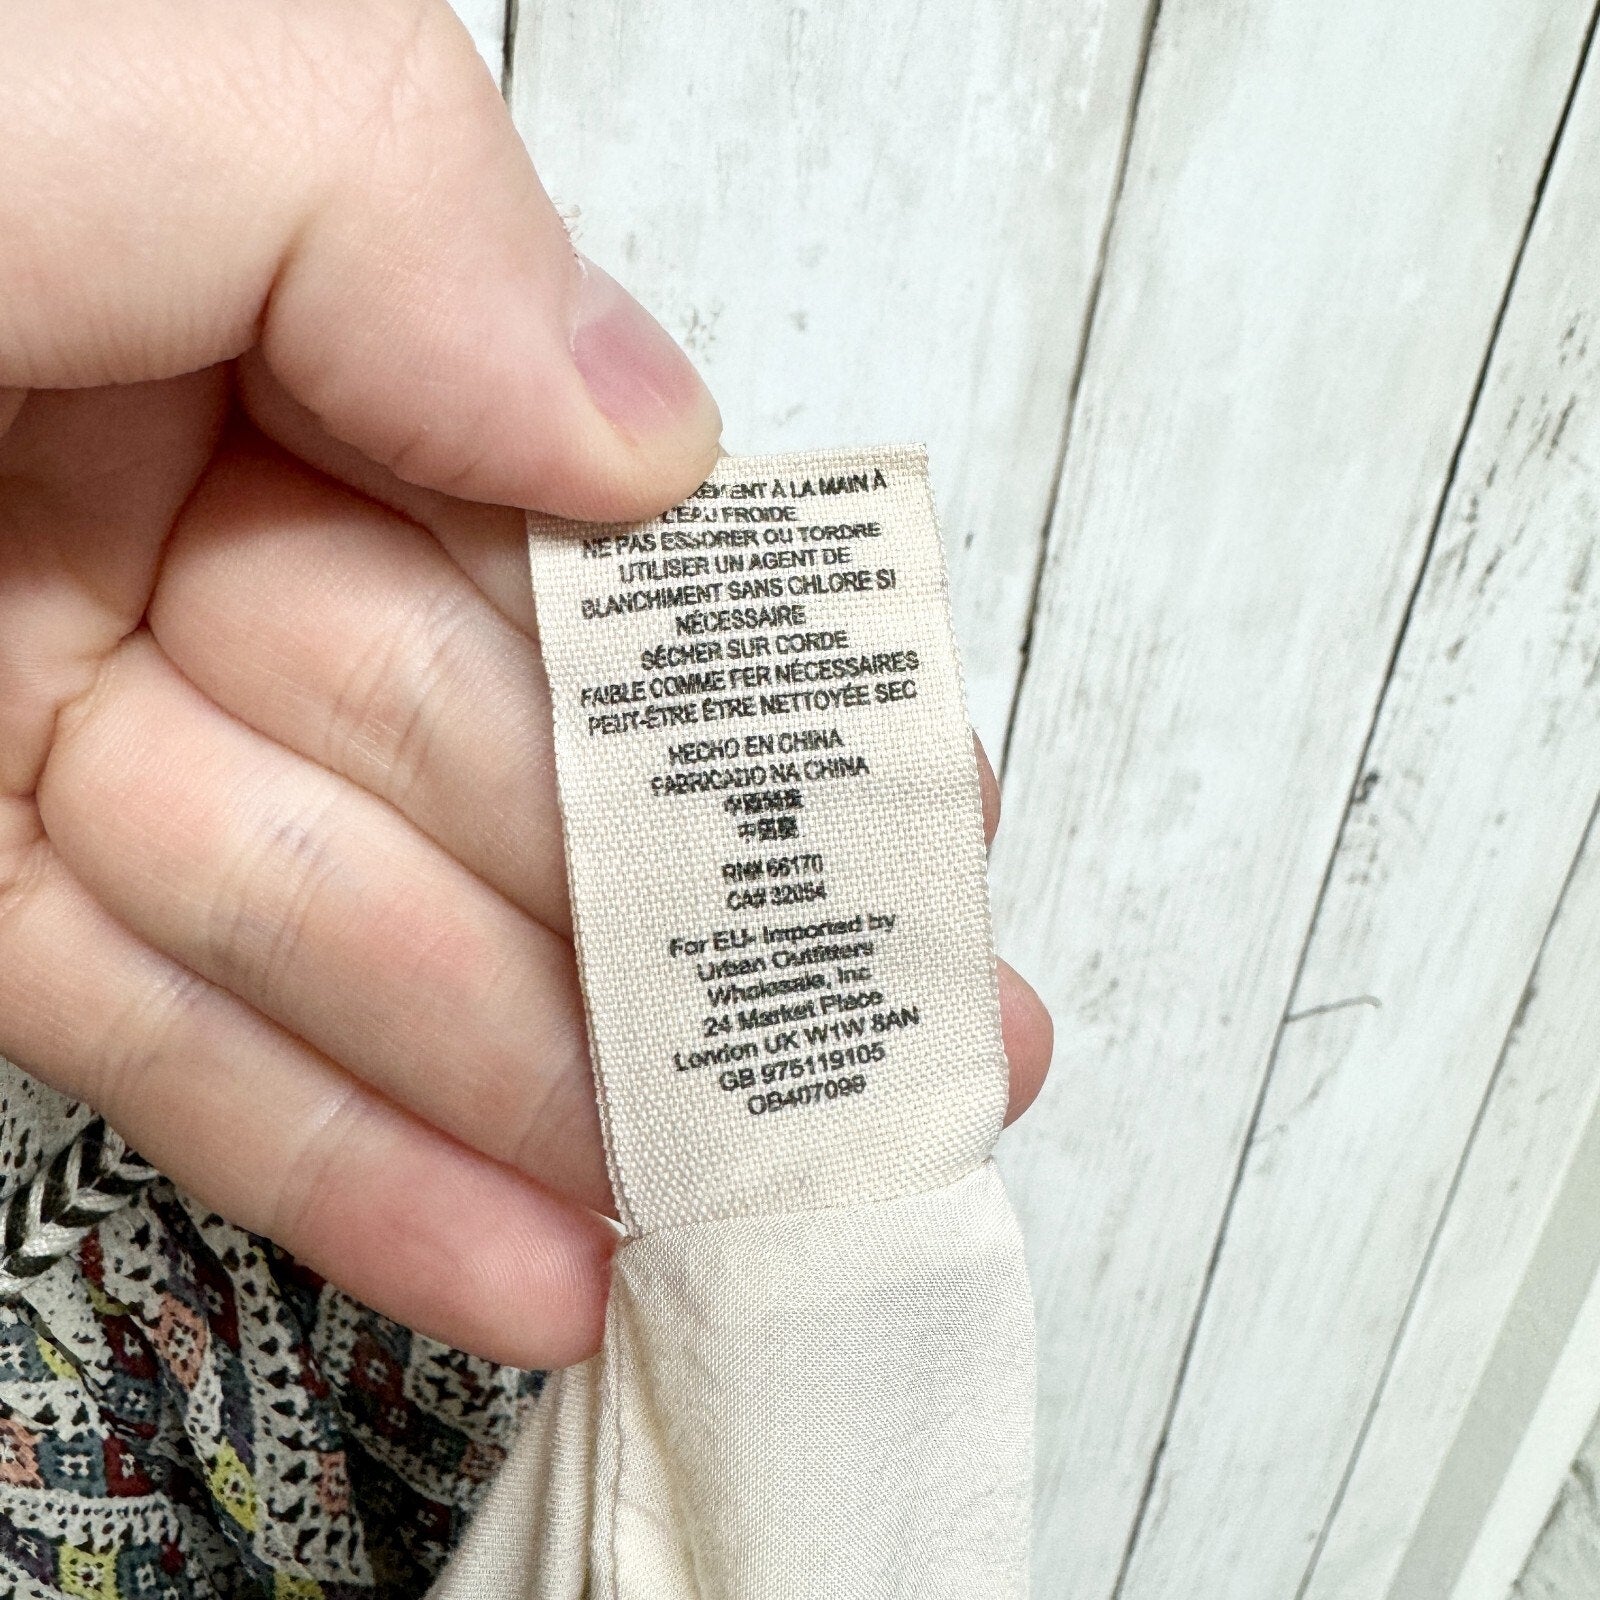 À LA MAIN À
L'EAU FROIDE
NE PAS ESSORER OU TORDRE
UTILISER UN AGENT DE
BLANCHIMENT SANS CHLORE SI
NÉCESSAIRE
SÉCHER SUR CORDE
FAIBLE COMME FER NÉCESSAIRES
PEUT-ÊTRE ÊTRE NETTOYÉE SEC
HECHO EN CHINA
FABRICADO NA CHINA
RN# 66170
CA# 32054
For EU- Imported by
Urban Outfitters
Wholesale, Inc
24 Market Place
London UK W1W 8AN
GB 975119105